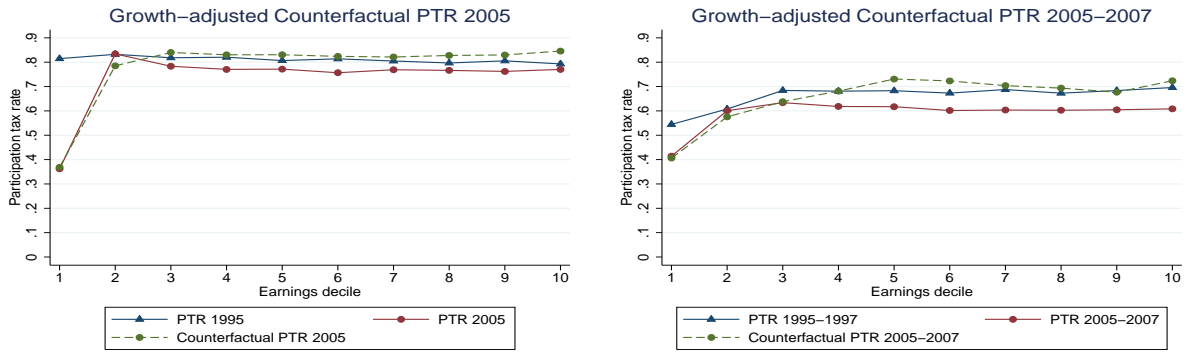 Growth−adjusted Counterfactual PTR 2005
Participation tax rate
.9
.8
.7
.6
.5
.4
.3
.2
.1
0
1 2 3 4 5 6 7 8 9 10
Earnings decile
PTR 1995 PTR 2005
Counterfactual PTR 2005
Growth−adjusted Counterfactual PTR 2005−2007
Participation tax rate
.9
.8
.7
.6
.5
.4
.3
.2
.1
0
1 2 3 4 5 6 7 8 9 10
Earnings decile
PTR 1995−1997 PTR 2005−2007
Counterfactual PTR 2005−2007